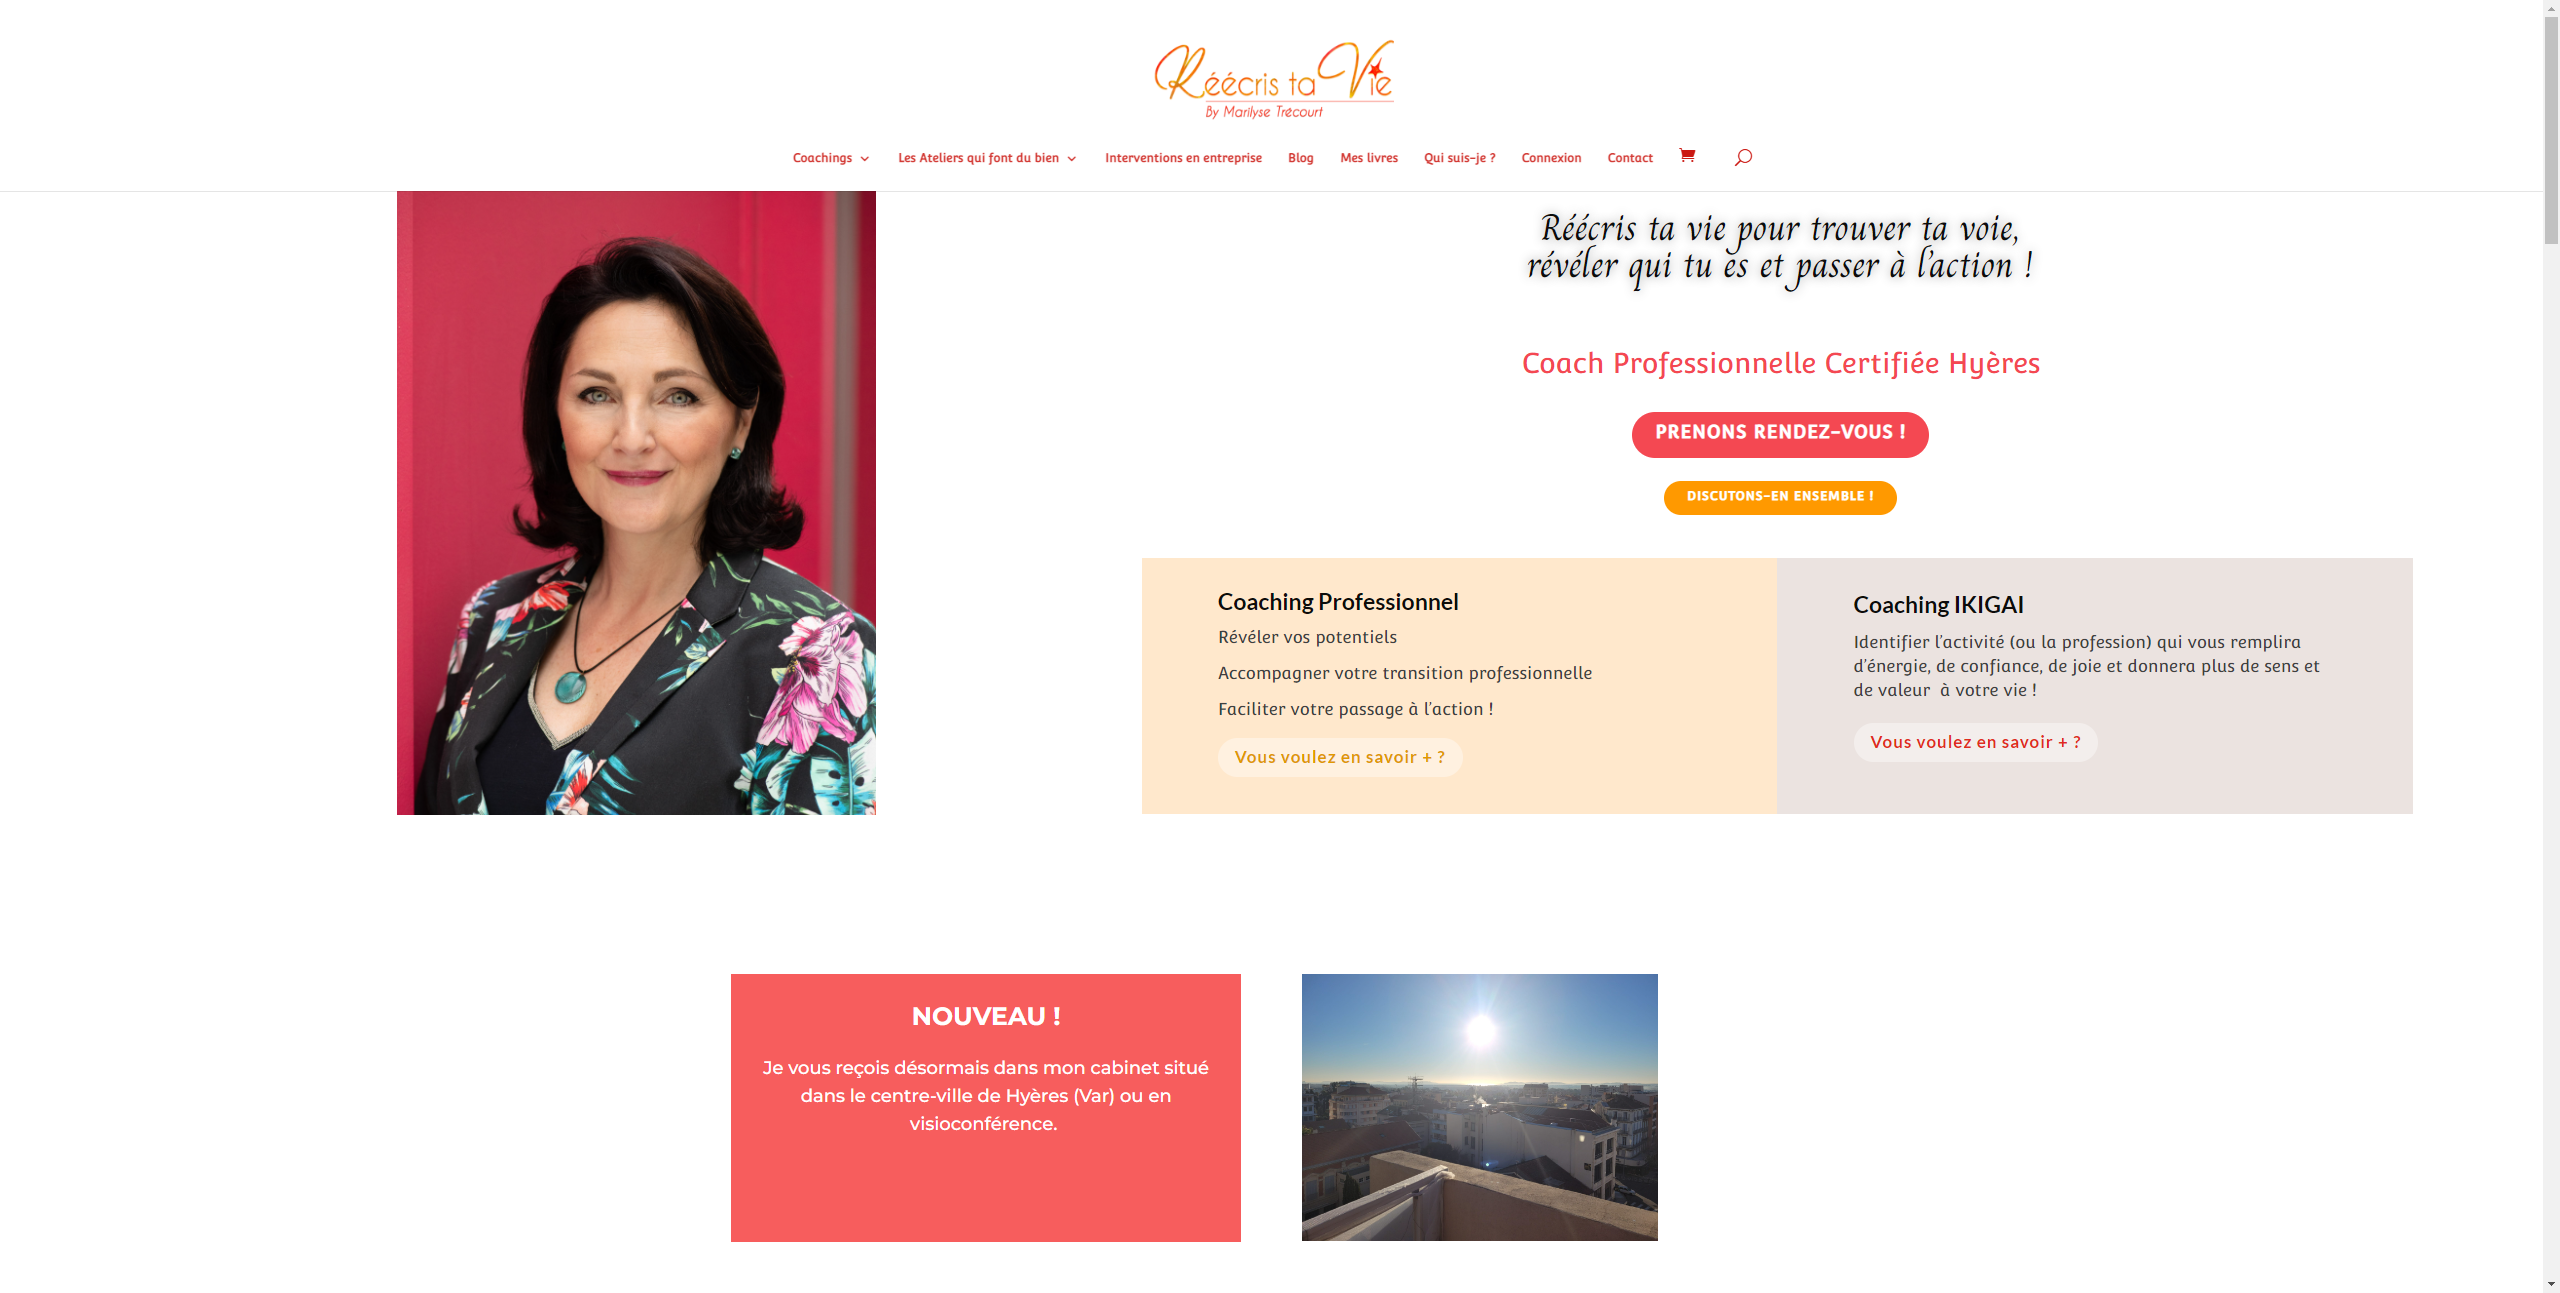 Réécris ta Vie
By Marilyse Trécourt
Coachings Les Ateliers qui font du bien Interventions en entreprise Blog Mes livres Qui suis-je ? Connexion Contact
Réécris ta vie pour trouver ta voie,
révéler qui tu es et passer à l'action !
Coach Professionnelle Certifiée Hyères
PRENONS RENDEZ-VOUS !
DISCUTONS-EN ENSEMBLE !
Coaching Professionnel
Révéler vos potentiels
Accompagner votre transition professionnelle
Faciliter votre passage à l'action !
Vous voulez en savoir + ?
Coaching IKIGAI
Identifier l'activité (ou la profession) qui vous remplira
d'énergie, de confiance, de joie et donnera plus de sens et
de valeur à votre vie !
Vous voulez en savoir + ?
NOUVEAU !
Je vous reçois désormais dans mon cabinet situé
dans le centre-ville de Hyères (Var) ou en
visioconférence.